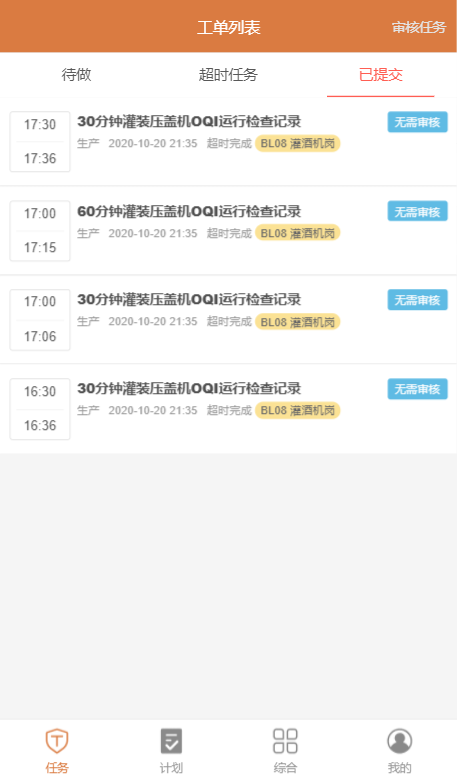 工单列表 审核任务
待做 超时任务 已提交
17:30 30分钟灌装压盖机OQI运行检查记录 无需审核
17:36 生产 2020-10-20 21:35 超时完成 BL08 灌酒机岗
17:00 60分钟灌装压盖机OQI运行检查记录 无需审核
17:15 生产 2020-10-20 21:35 超时完成 BL08 灌酒机岗
17:00 30分钟灌装压盖机OQI运行检查记录 无需审核
17:06 生产 2020-10-20 21:35 超时完成 BL08 灌酒机岗
16:30 30分钟灌装压盖机OQI运行检查记录 无需审核
16:36 生产 2020-10-20 21:35 超时完成 BL08 灌酒机岗
任务 计划 综合 我的